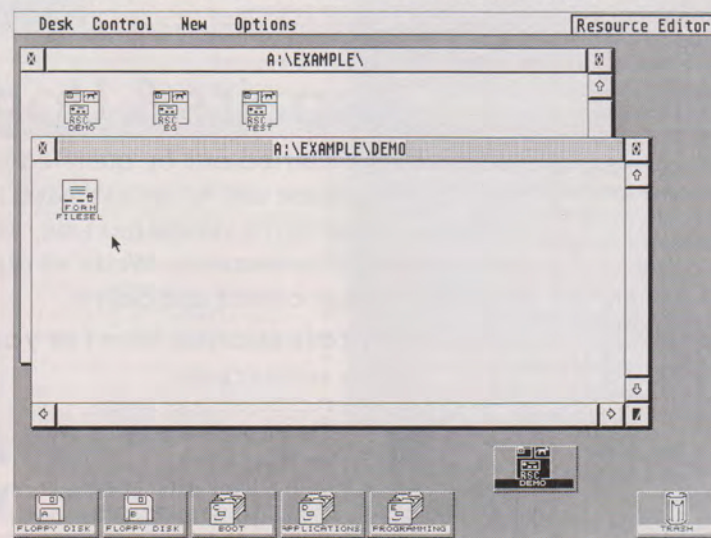 Desk Control New Options Resource Editor
A:\EXAMPLE\
RSC RSC RSC
DEMO EG TEST
A:\EXAMPLE\DEMO
FORM
FILESEL
RSC
DEMO
A B C D E
FLOPPY DISK FLOPPY DISK BOOT APPLICATIONS PROGRAMMING TRASH